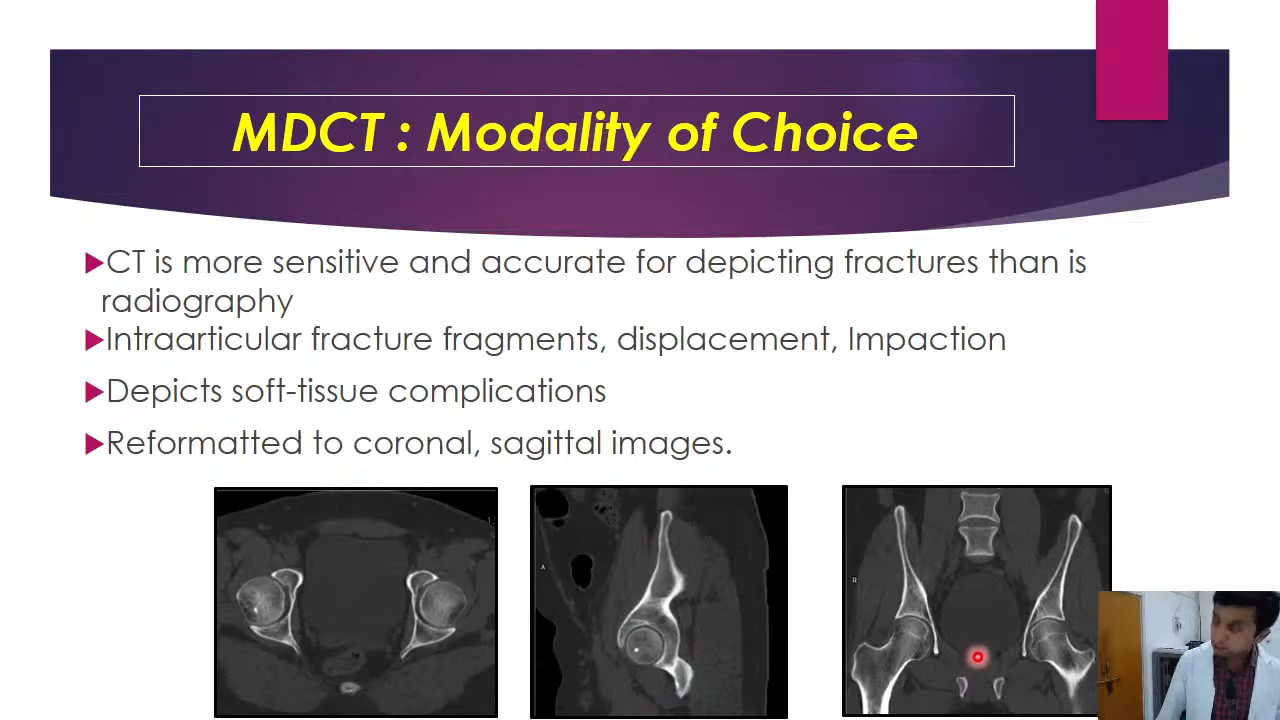 MDCT : Modality of Choice
CT is more sensitive and accurate for depicting fractures than is
radiography
Intraarticular fracture fragments, displacement, Impaction
Depicts soft-tissue complications
Reformatted to coronal, sagittal images.
A
R